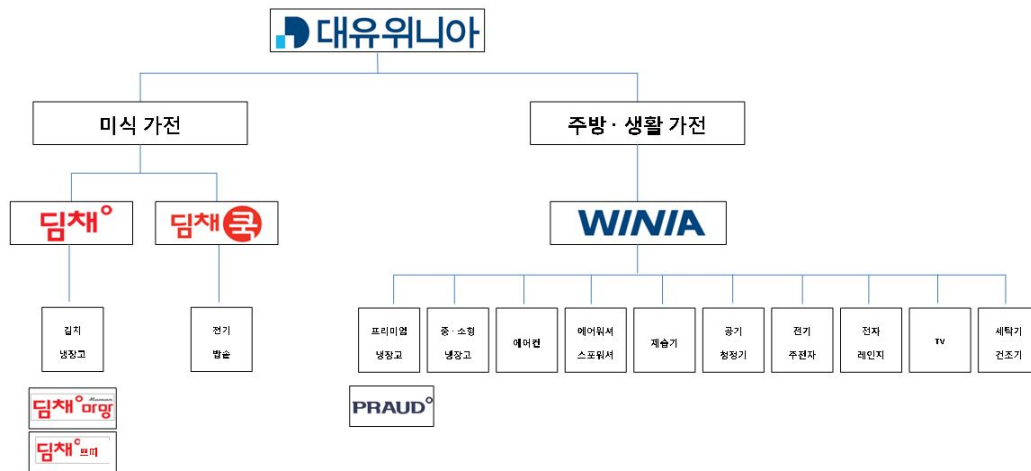 대유위니아
미식 가전
주방 · 생활 가전
딤채
딤채 쿡
WINIA
김치
냉장고
전기
밥솥
프리미엄
냉장고
중 · 소형
냉장고
에어컨
에어워셔
스포워셔
제습기
공기
청정기
전기
주전자
전자
레인지
TV
세탁기
건조기
딤채 마망
PRAUD
딤채 쁘띠